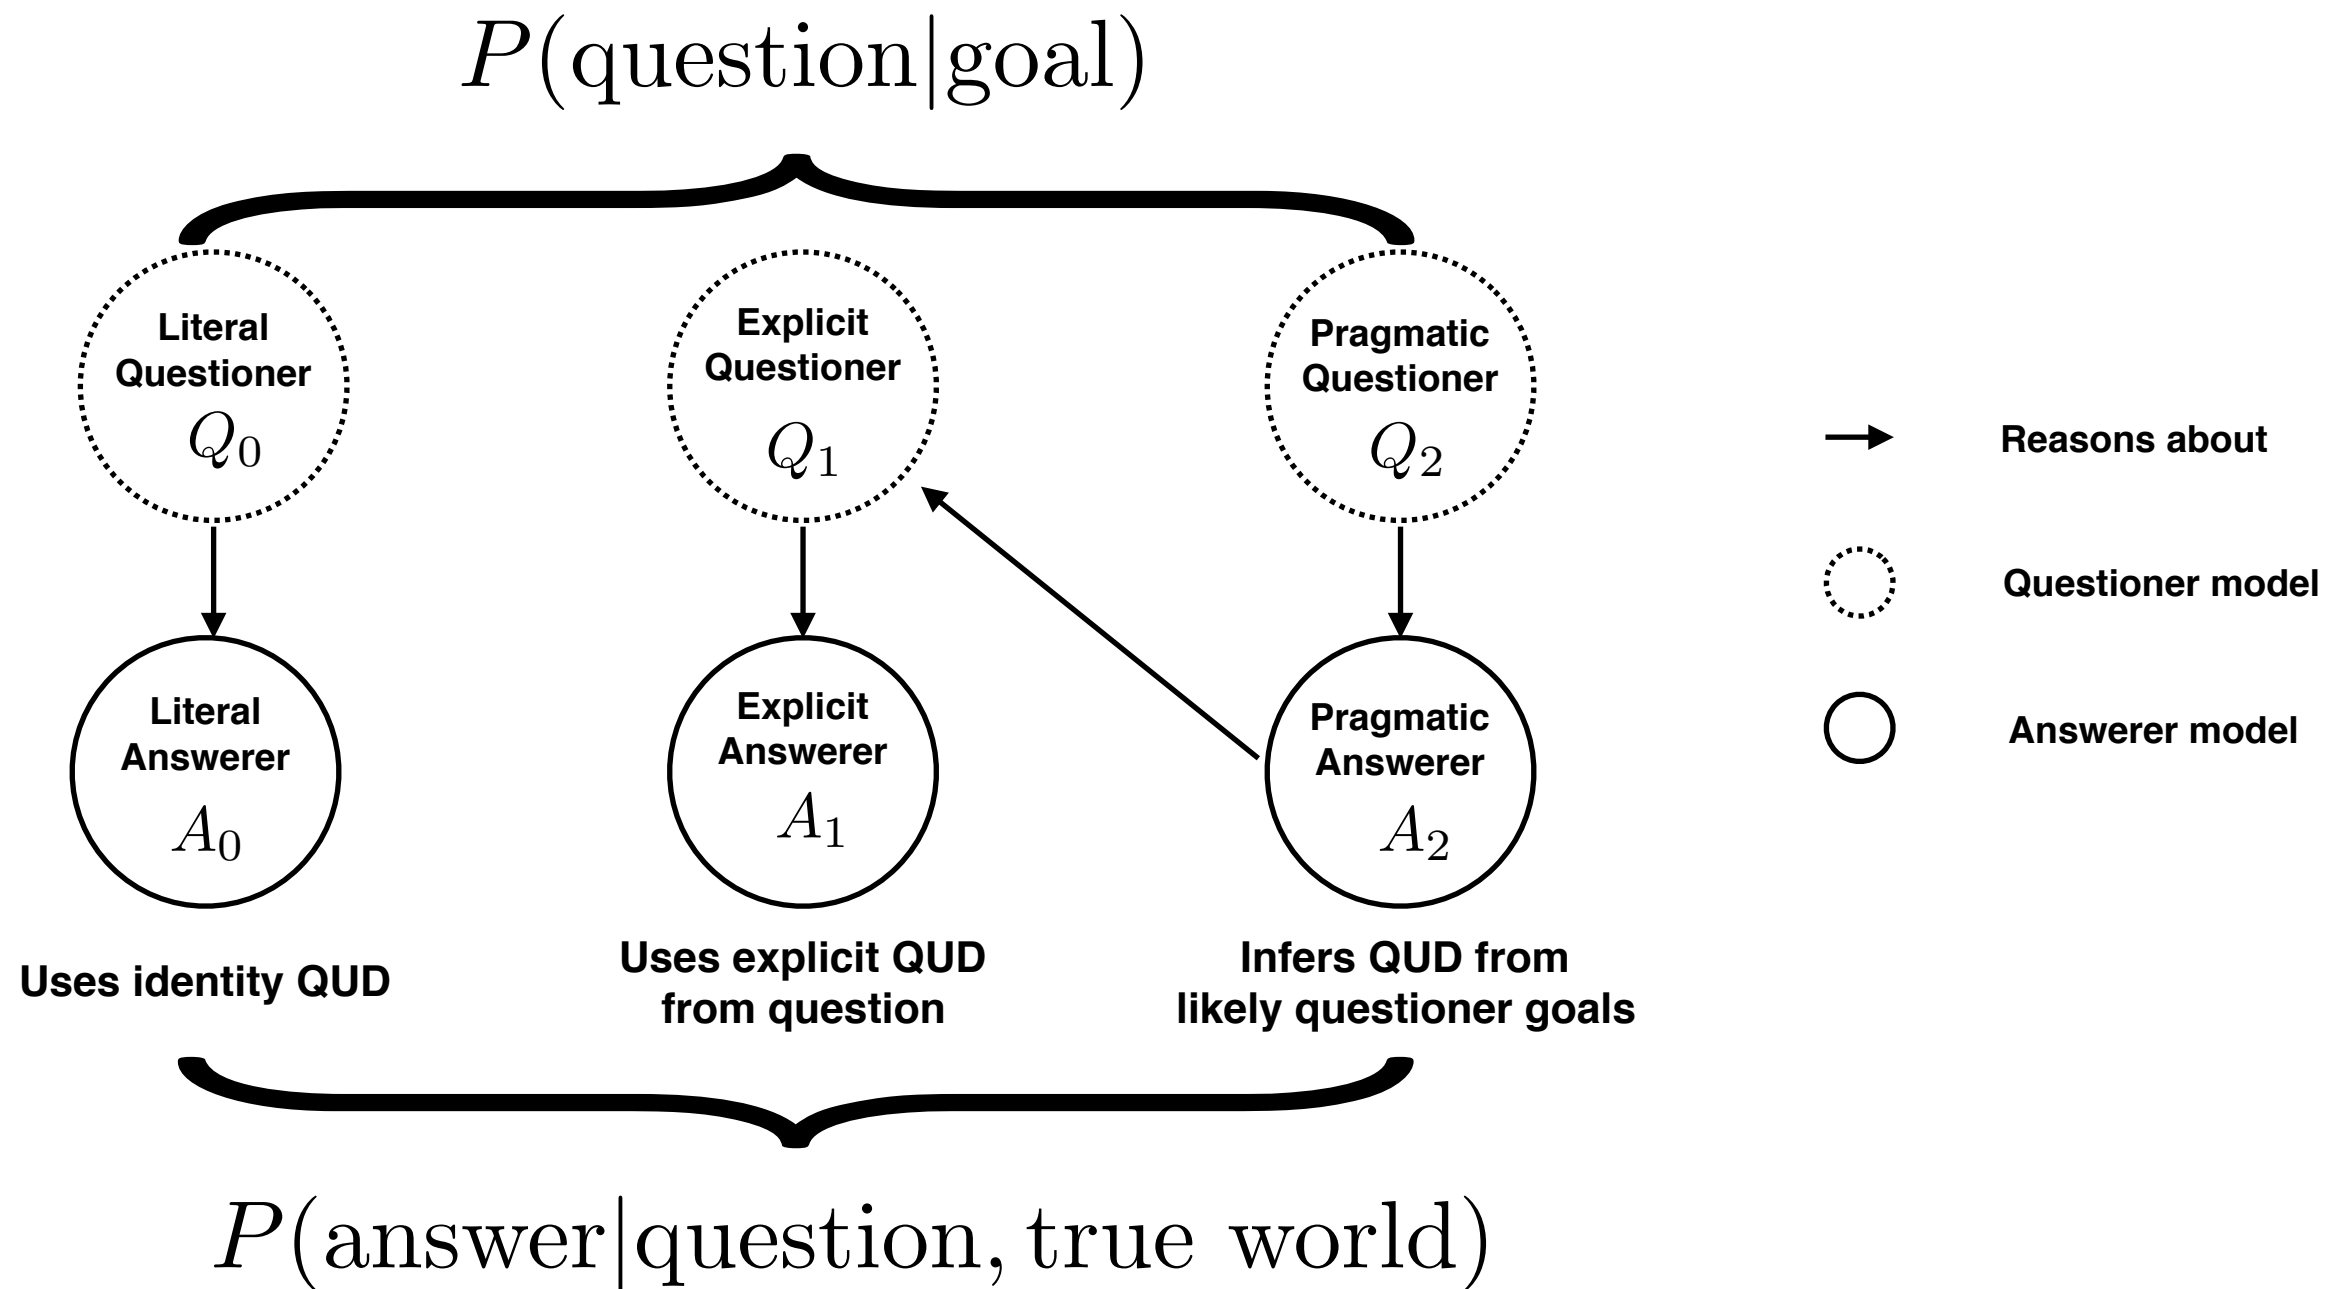 P(question|goal)
Literal
Questioner
Q₀
Explicit
Questioner
Q₁
Pragmatic
Questioner
Q₂
Literal
Answerer
A₀
Explicit
Answerer
A₁
Pragmatic
Answerer
A₂
Uses identity QUD
Uses explicit QUD
from question
Infers QUD from
likely questioner goals
P(answer|question, true world)
Reasons about
Questioner model
Answerer model